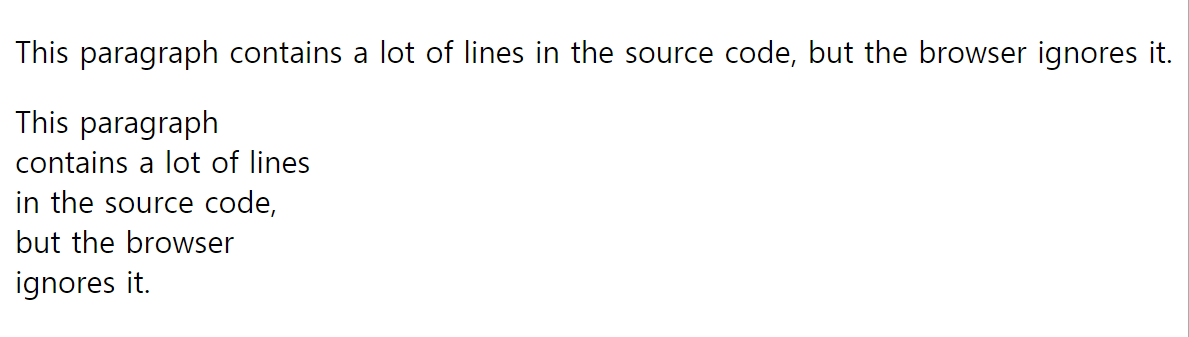 This paragraph contains a lot of lines in the source code, but the browser ignores it.
This paragraph
contains a lot of lines
in the source code,
but the browser
ignores it.